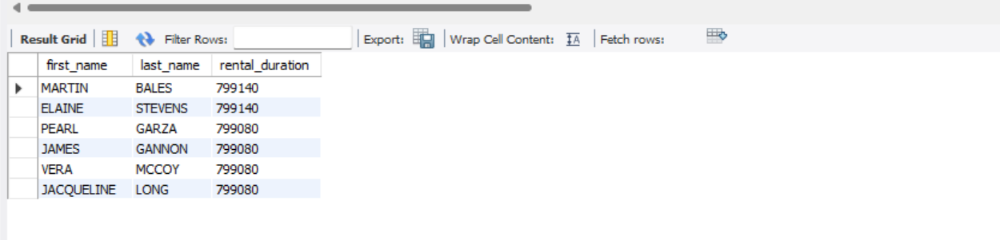 Result Grid Filter Rows: Export: Wrap Cell Content: IA Fetch rows:
first_name last_name rental_duration
MARTIN BALES 799140
ELAINE STEVENS 799140
PEARL GARZA 799080
JAMES GANNON 799080
VERA MCCOY 799080
JACQUELINE LONG 799080